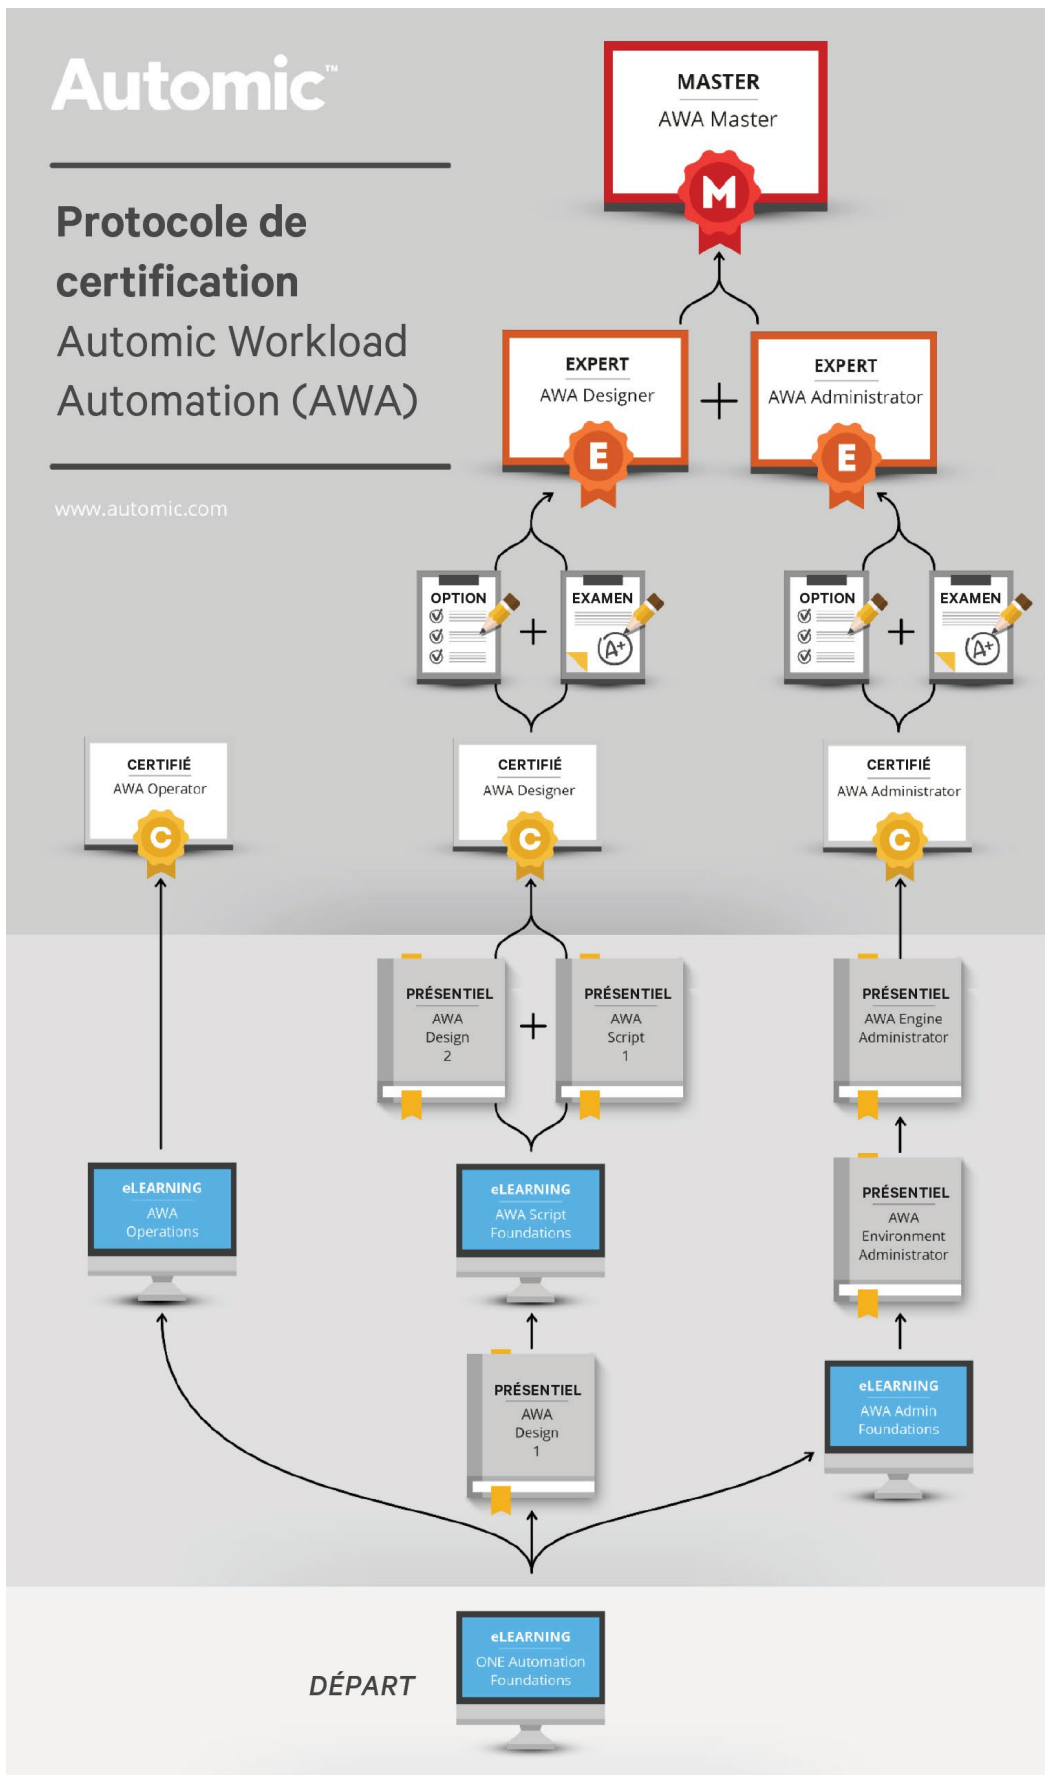 Automic™
Protocole de
certification
Automic Workload
Automation (AWA)
www.automic.com
MASTER
AWA Master
M
EXPERT
AWA Designer
E
+
EXPERT
AWA Administrator
E
OPTION
+
EXAMEN
A+
OPTION
+
EXAMEN
A+
CERTIFIÉ
AWA Operator
C
CERTIFIÉ
AWA Designer
C
CERTIFIÉ
AWA Administrator
C
PRÉSENTIEL
AWA
Design
2
+
PRÉSENTIEL
AWA
Script
1
PRÉSENTIEL
AWA Engine
Administrator
eLEARNING
AWA
Operations
eLEARNING
AWA Script
Foundations
PRÉSENTIEL
AWA
Environment
Administrator
PRÉSENTIEL
AWA
Design
1
eLEARNING
AWA Admin
Foundations
DÉPART
eLEARNING
ONE Automation
Foundations